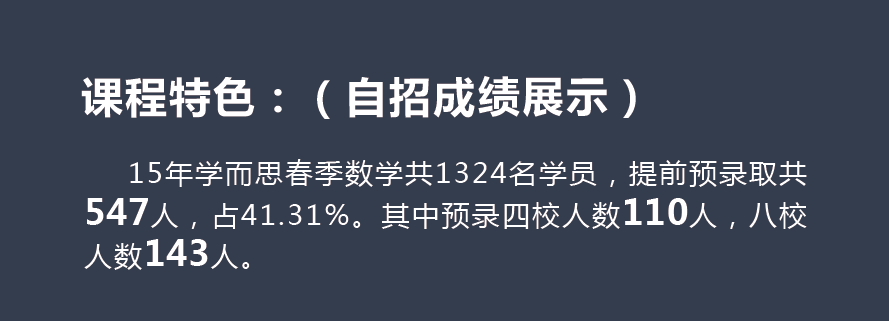 课程特色：（自招成绩展示）
15年学而思春季数学共1324名学员，提前预录取共
547人，占41.31%。其中预录四校人数110人，八校
人数143人。